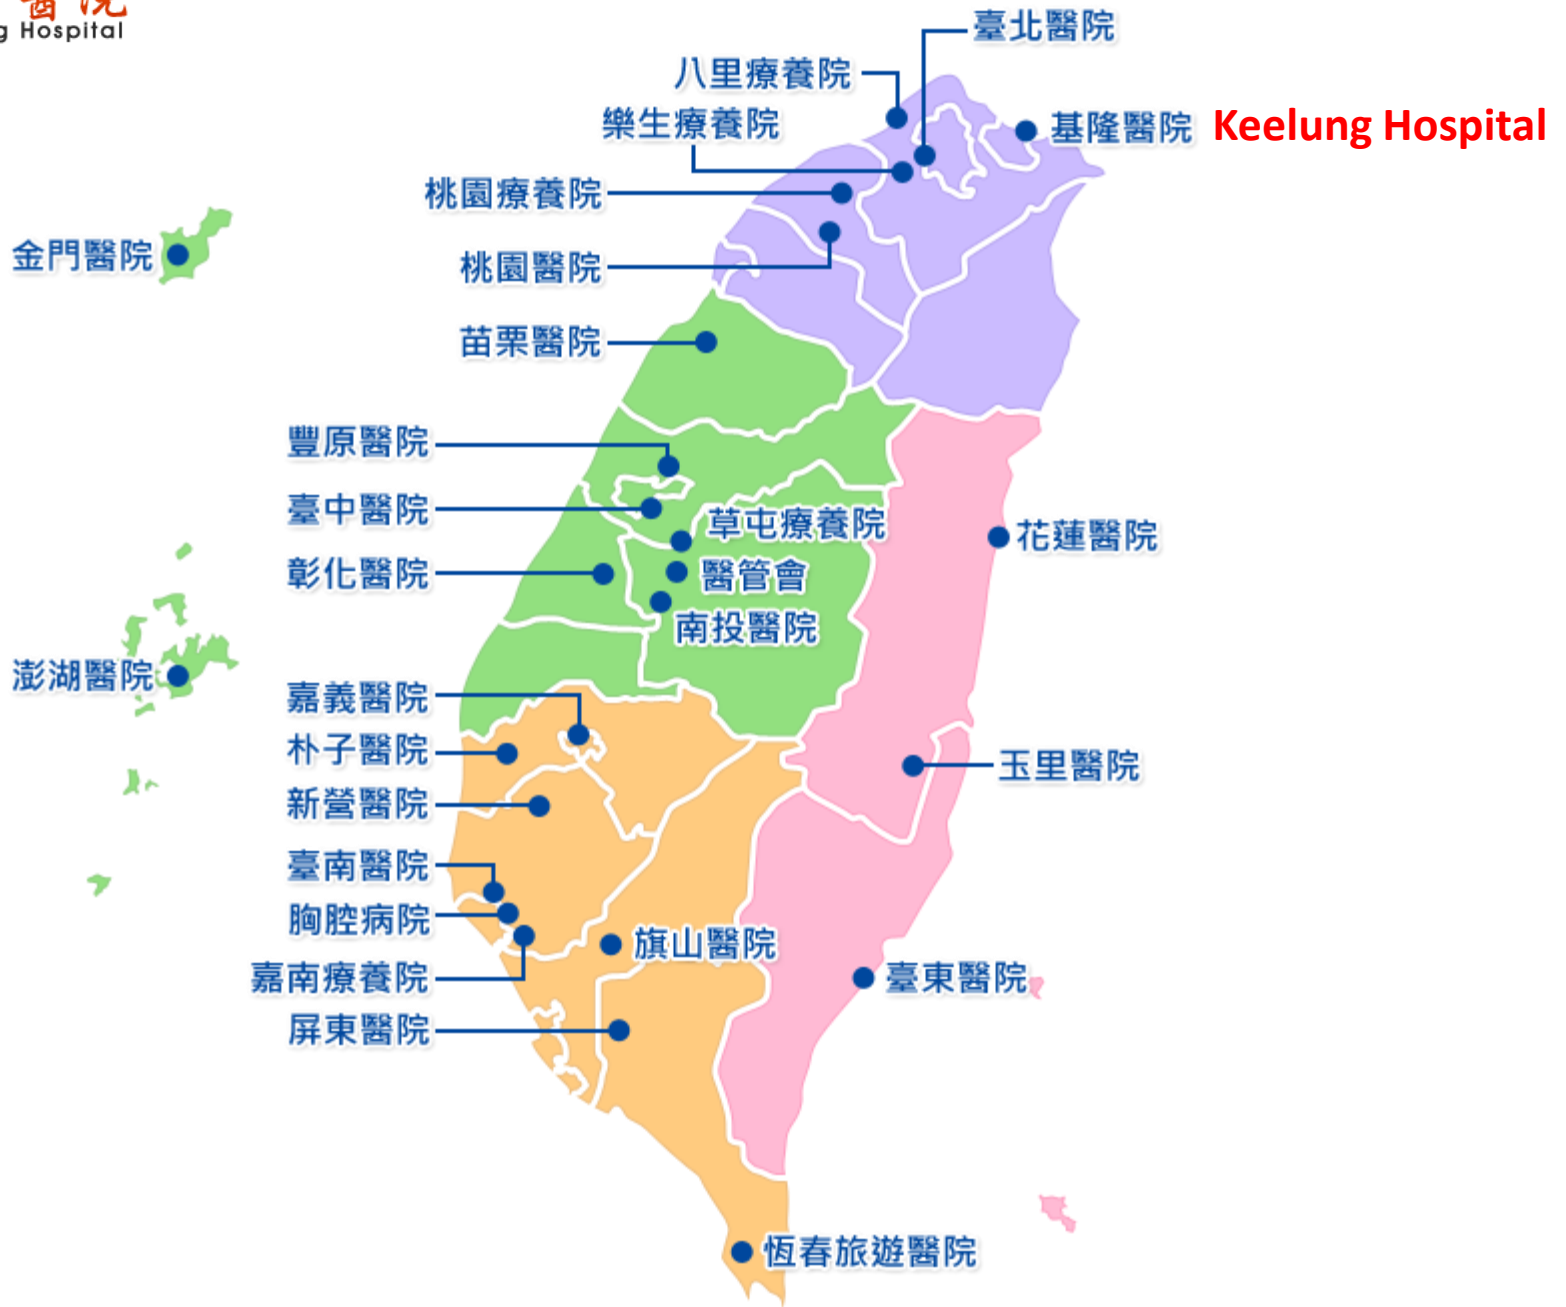 醫院
g Hospital
臺北醫院
八里療養院
樂生療養院
基隆醫院 Keelung Hospital
桃園療養院
金門醫院
桃園醫院
苗栗醫院
豐原醫院
臺中醫院
草屯療養院
花蓮醫院
彰化醫院
醫管會
南投醫院
澎湖醫院
嘉義醫院
朴子醫院
玉里醫院
新營醫院
臺南醫院
胸腔病院
旗山醫院
嘉南療養院
臺東醫院
屏東醫院
恆春旅遊醫院